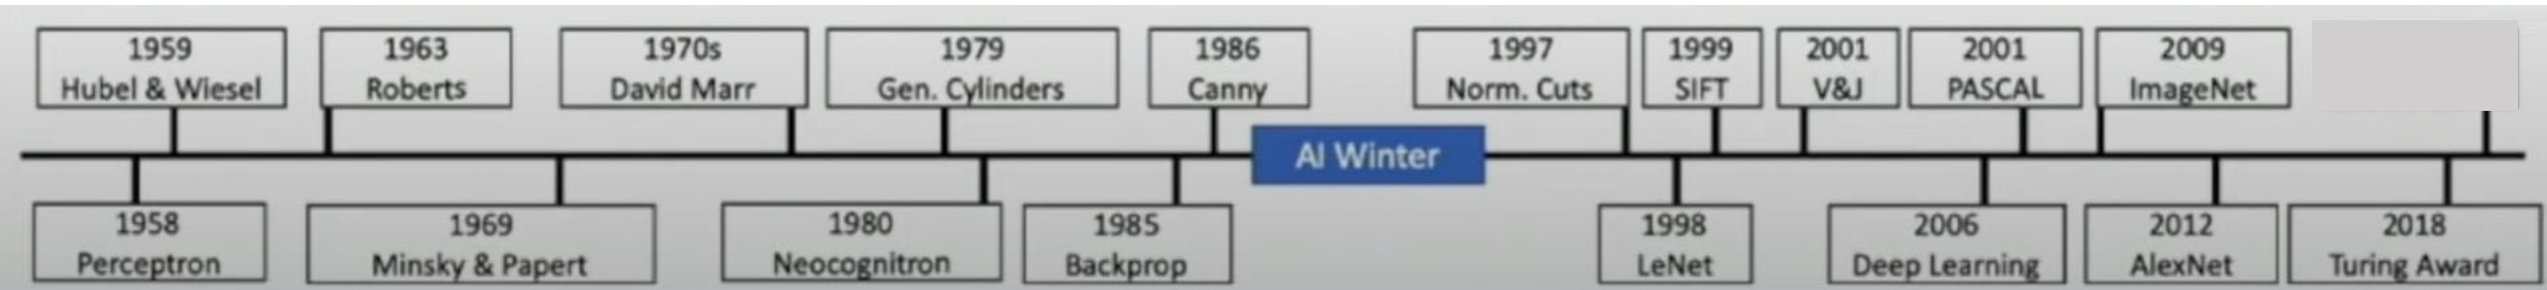 1959
Hubel & Wiesel
1963
Roberts
1970s
David Marr
1979
Gen. Cylinders
1986
Canny
1997
Norm. Cuts
1999
SIFT
2001
V&J
2001
PASCAL
2009
ImageNet
AI Winter
1958
Perceptron
1969
Minsky & Papert
1980
Neocognitron
1985
Backprop
1998
LeNet
2006
Deep Learning
2012
AlexNet
2018
Turing Award